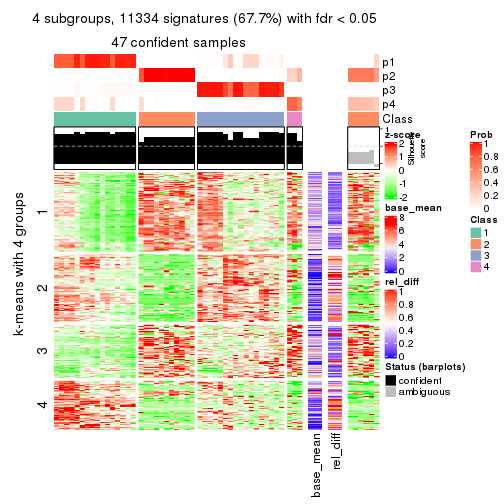 4 subgroups, 11334 signatures (67.7%) with fdr < 0.05
47 confident samples
p1
p2
p3
p4
Class
1
Silhouette
score
z-score
2
1
0
-1
-2
base_mean
8
6
4
2
0
rel_diff
1
0.8
0.6
0.4
0.2
0
Status (barplots)
confident
ambiguous
Prob
1
0.8
0.6
0.4
0.2
0
Class
1
2
3
4
k-means with 4 groups
1
2
3
4
base_mean
rel_diff